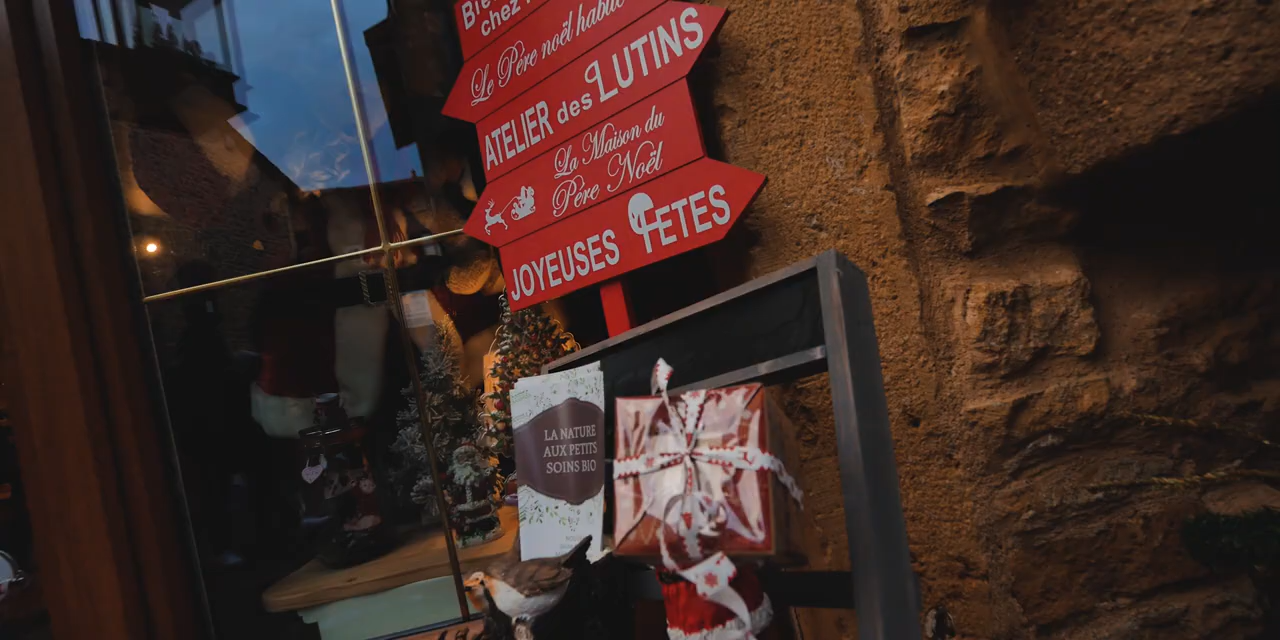 chez
Le Père noël habite
ATELIER des LUTINS
La Maison du
Père Noël
JOYEUSES FETES
LA NATURE
AUX PETITS
SOINS BIO